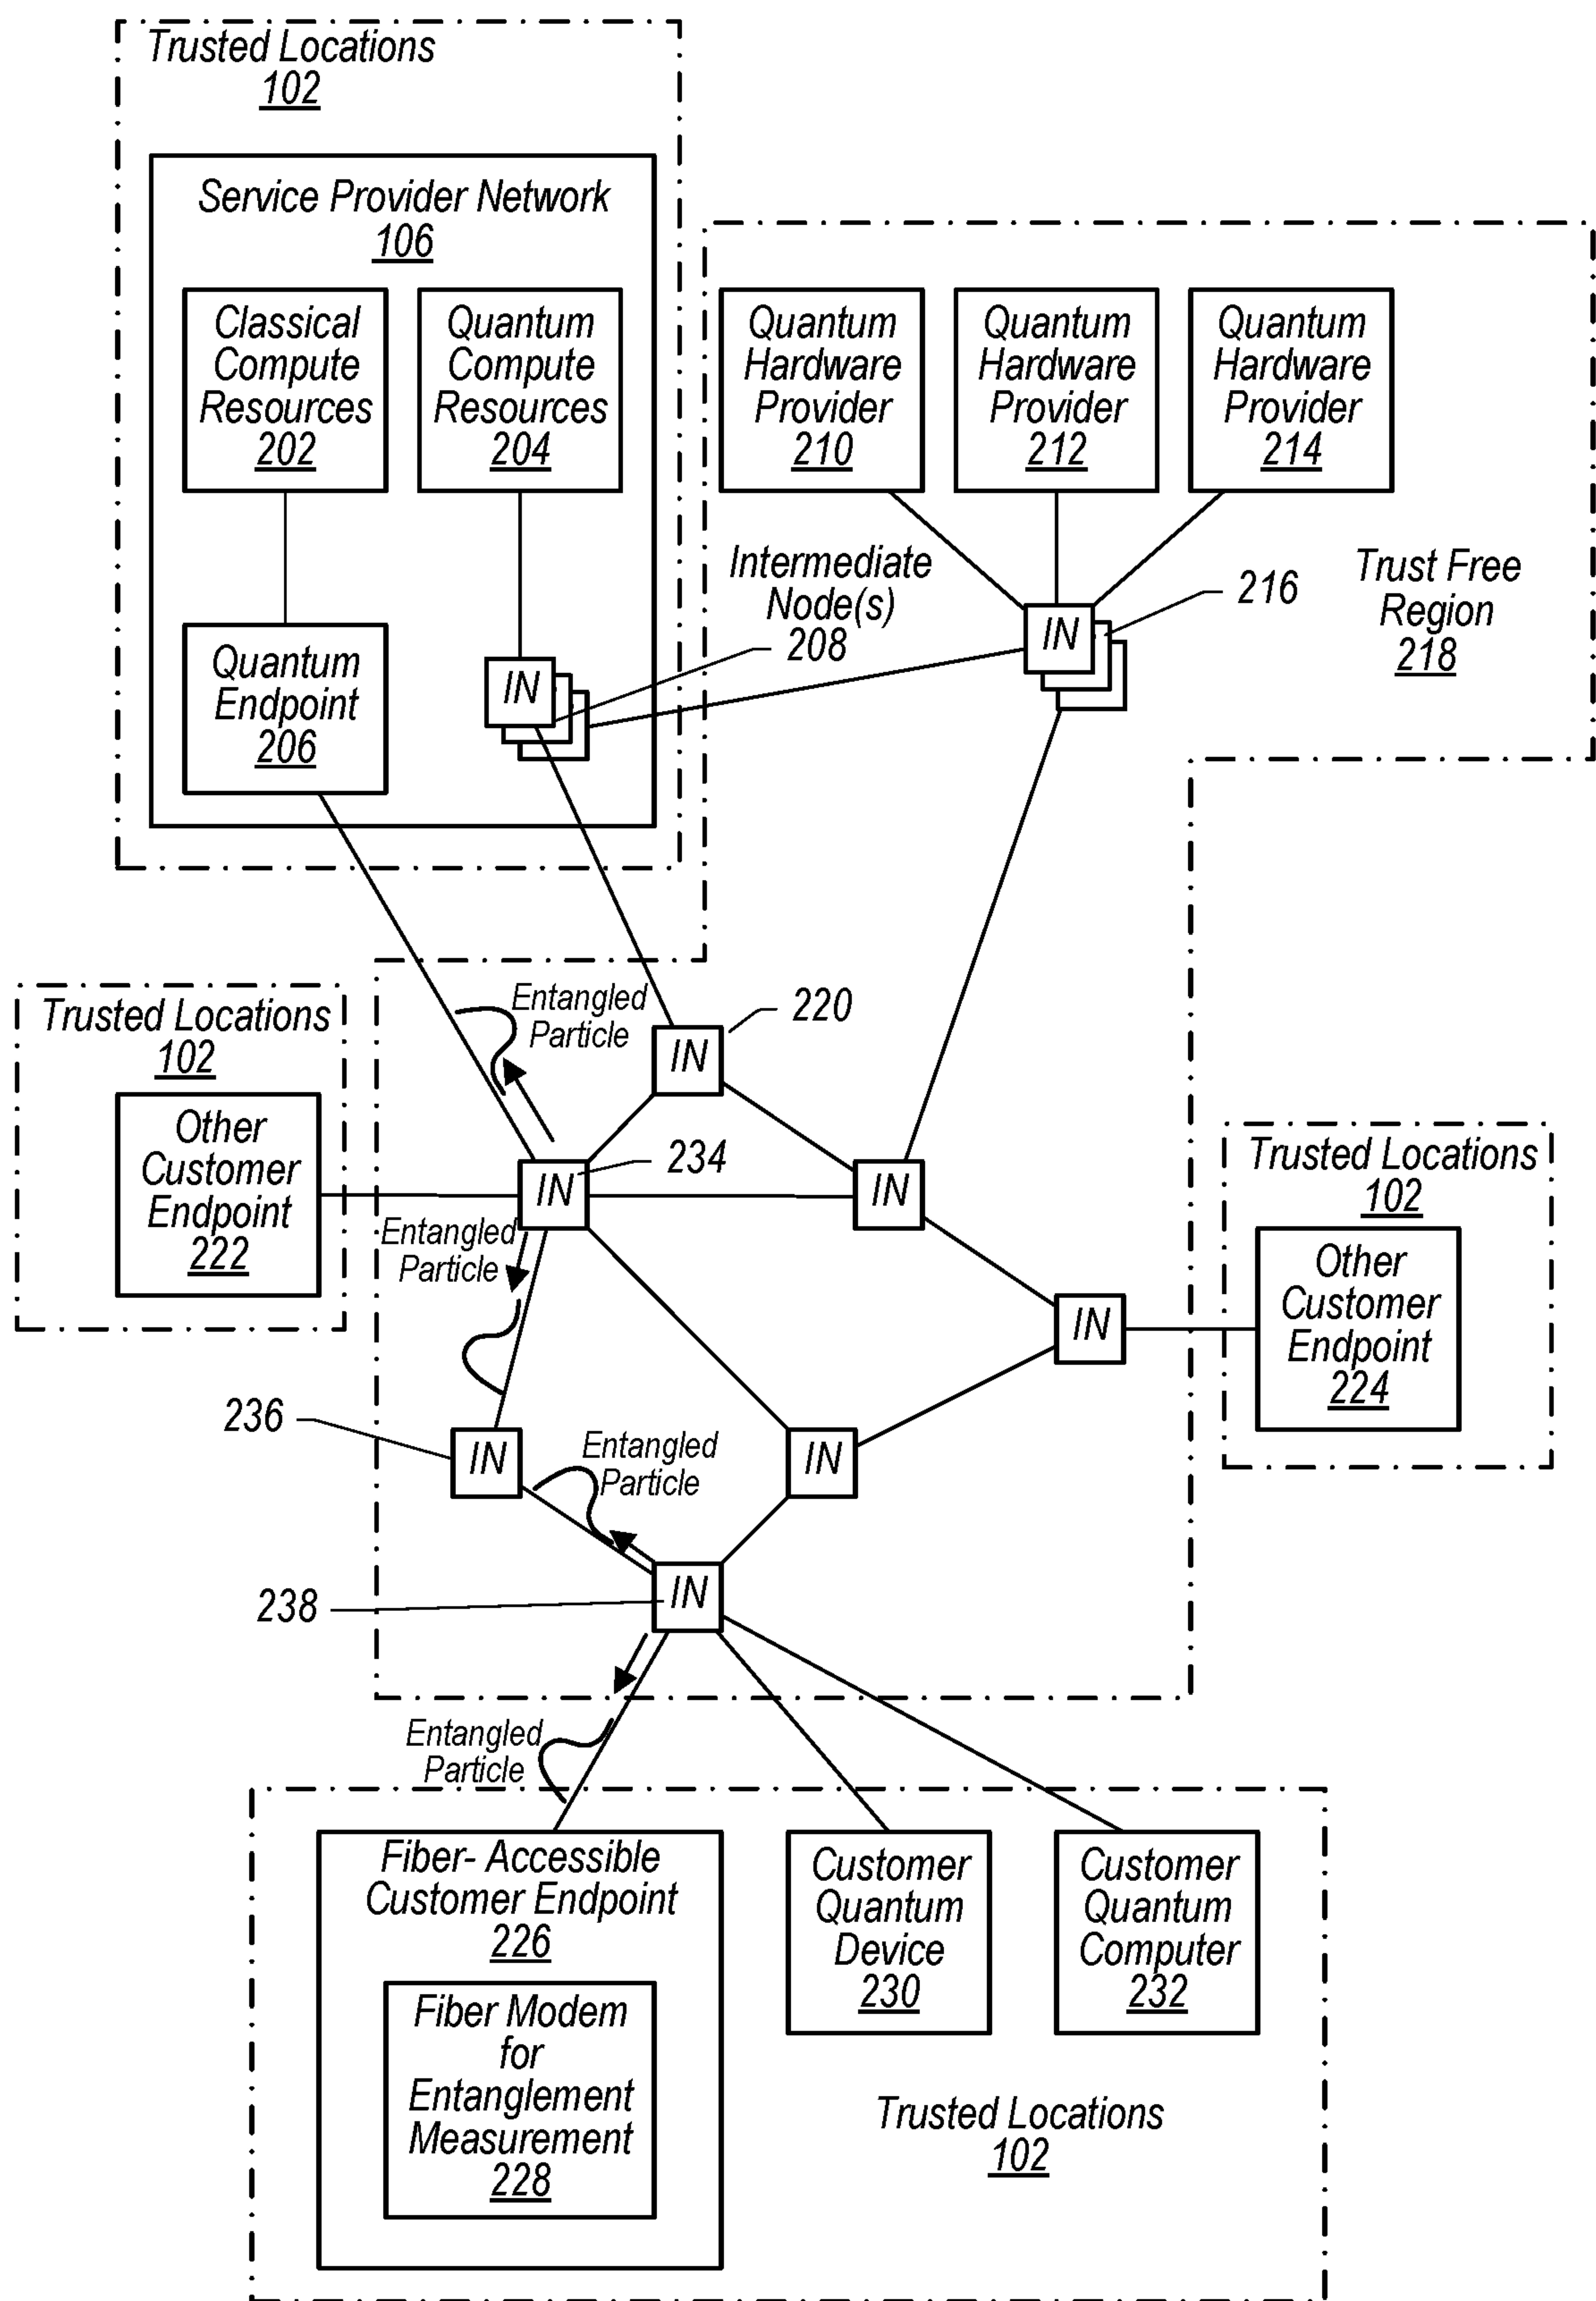 Trusted Locations
102
Service Provider Network
106
Classical
Compute
Resources
202
Quantum
Compute
Resources
204
Quantum
Hardware
Provider
210
Quantum
Hardware
Provider
212
Quantum
Hardware
Provider
214
Intermediate
Node(s)
208
IN
216
Trust Free
Region
218
Quantum
Endpoint
206
IN
Trusted Locations
102
Other
Customer
Endpoint
222
Entangled
Particle
220
IN
IN
234
IN
Entangled
Particle
Trusted Locations
102
Other
Customer
Endpoint
224
IN
236
IN
Entangled
Particle
IN
238
IN
Entangled
Particle
Fiber- Accessible
Customer Endpoint
226
Fiber Modem
for
Entanglement
Measurement
228
Customer
Quantum
Device
230
Customer
Quantum
Computer
232
Trusted Locations
102